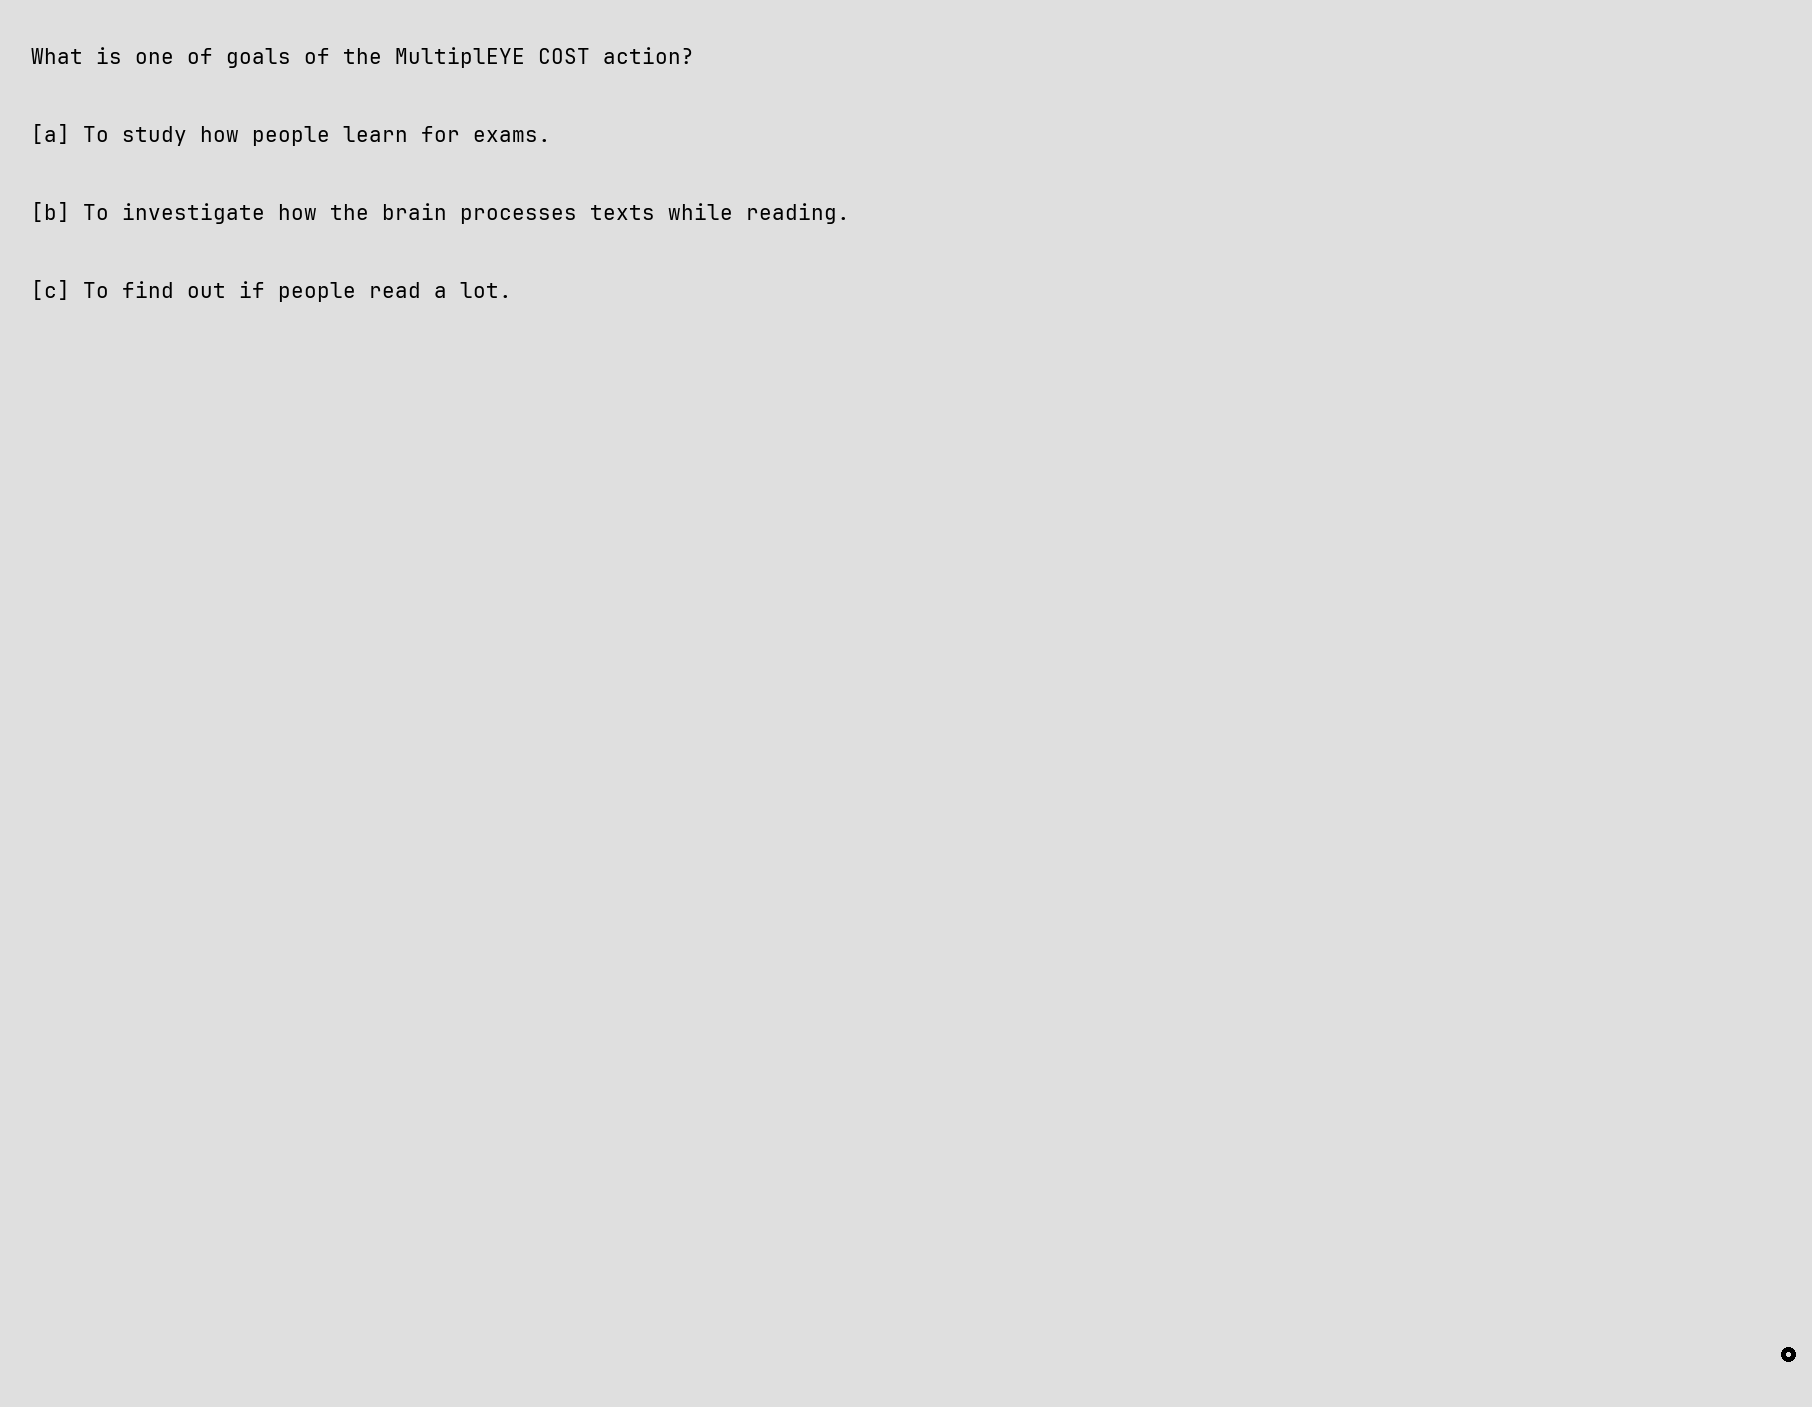 What is one of goals of the MultiplEYE COST action?
[a] To study how people learn for exams.
[b] To investigate how the brain processes texts while reading.
[c] To find out if people read a lot.